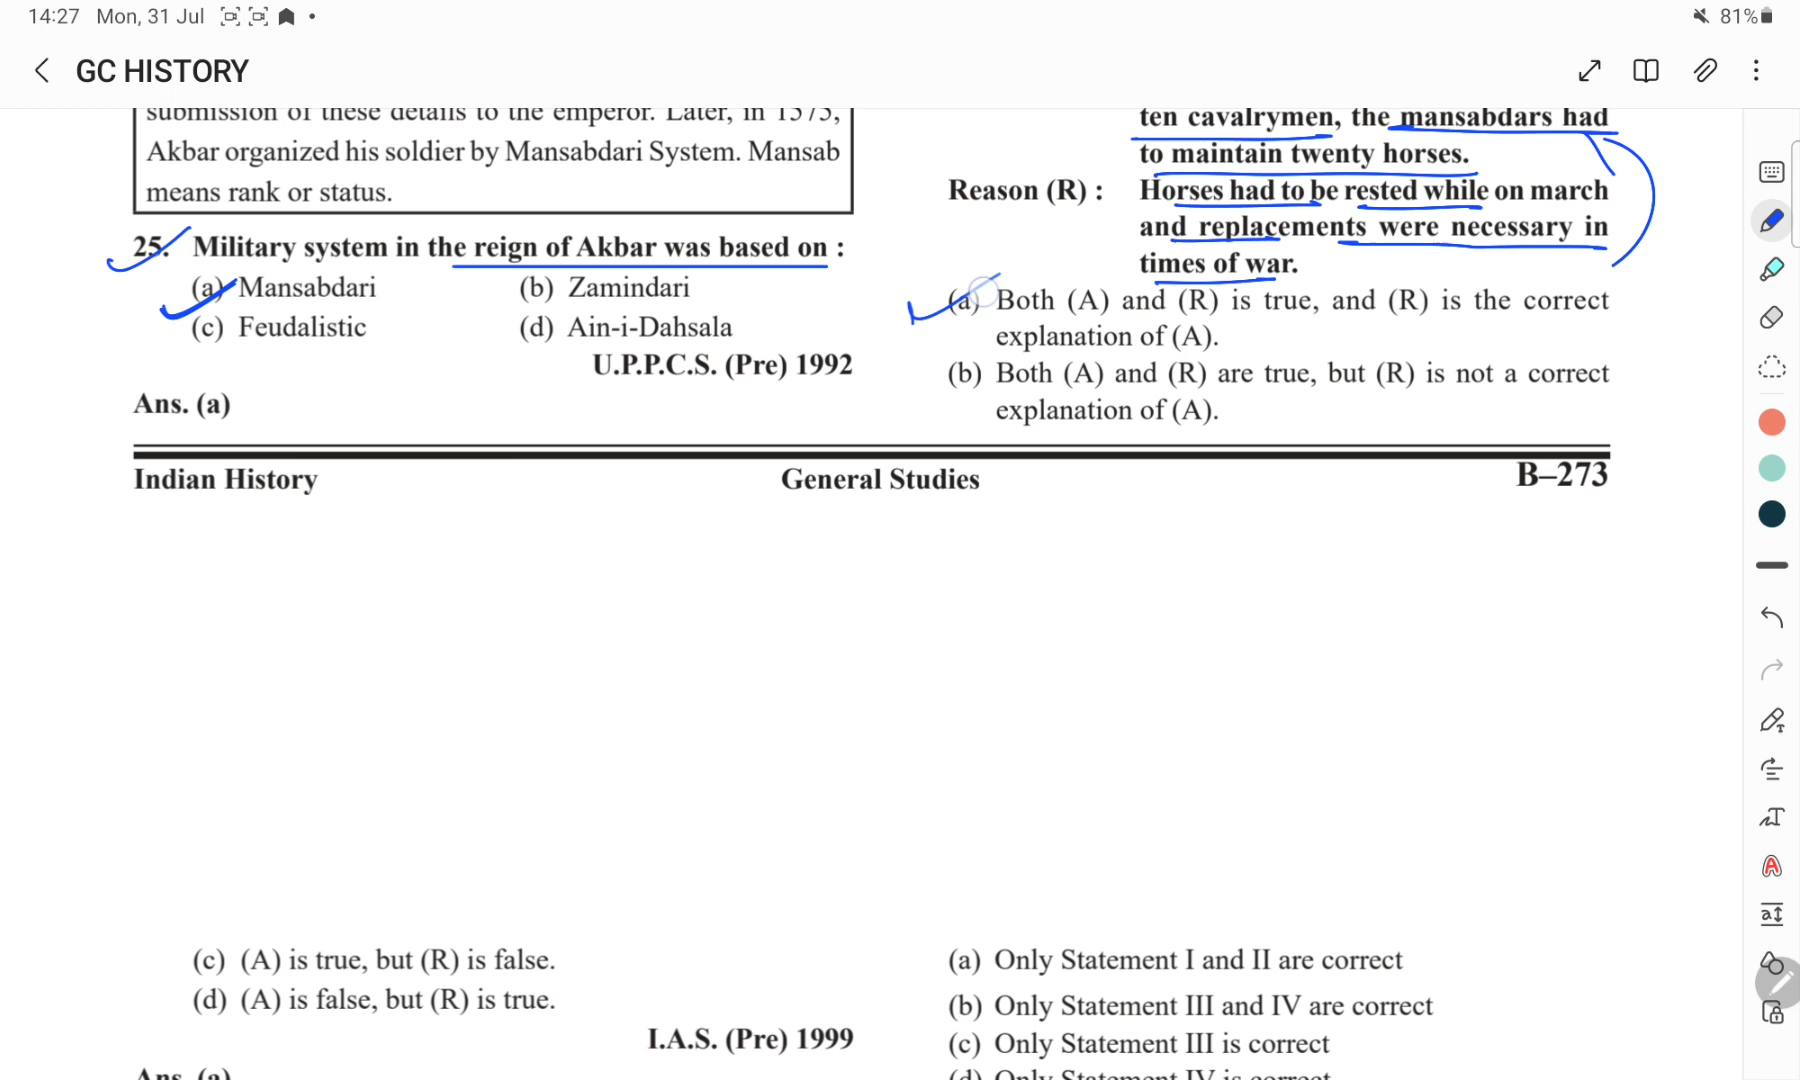 14:27 Mon, 31 Jul
81%
GC HISTORY
submission of these details to the emperor. Later, in 1573,
Akbar organized his soldier by Mansabdari System. Mansab
means rank or status.
25. Military system in the reign of Akbar was based on :
(a) Mansabdari (b) Zamindari
(c) Feudalistic (d) Ain-i-Dahsala
U.P.P.C.S. (Pre) 1992
Ans. (a)
ten cavalrymen, the mansabdars had
to maintain twenty horses.
Reason (R) : Horses had to be rested while on march
and replacements were necessary in
times of war.
(a) Both (A) and (R) is true, and (R) is the correct
explanation of (A).
(b) Both (A) and (R) are true, but (R) is not a correct
explanation of (A).
Indian History General Studies B–273
(c) (A) is true, but (R) is false.
(d) (A) is false, but (R) is true.
I.A.S. (Pre) 1999
Ans. (a)
(a) Only Statement I and II are correct
(b) Only Statement III and IV are correct
(c) Only Statement III is correct
(d) Only Statement IV is correct